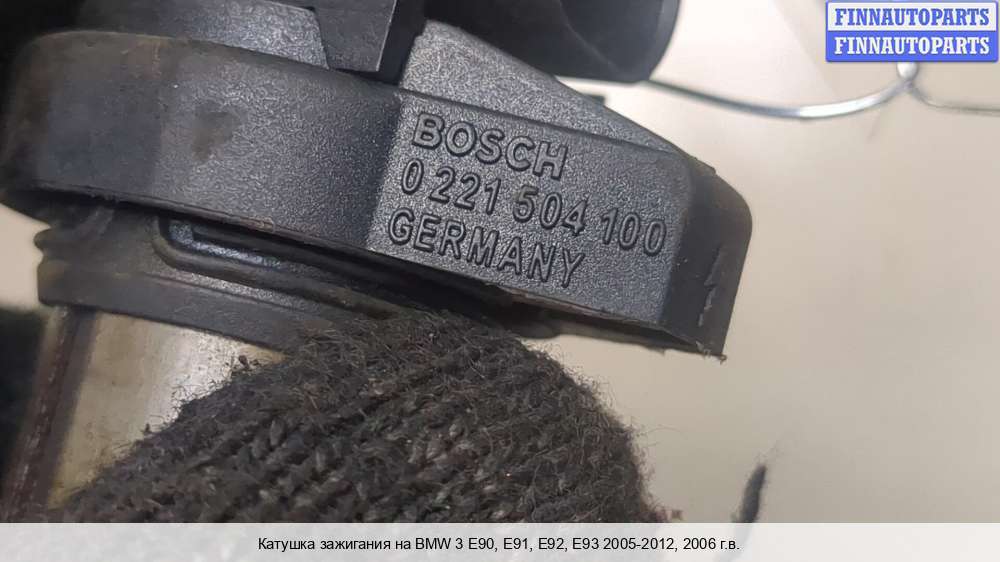 FINNAUTOPARTS
FINNAUTOPARTS
BOSCH
0 221 504 100
GERMANY
Катушка зажигания на BMW 3 E90, E91, E92, E93 2005-2012, 2006 г.в.